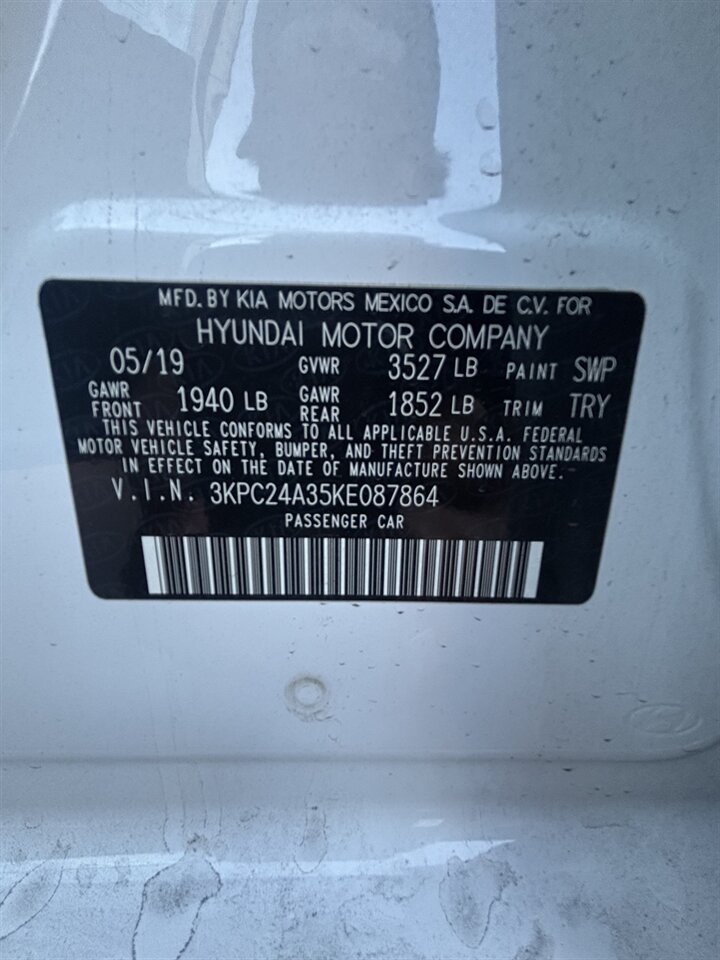 MFD. BY KIA MOTORS MEXICO S.A. DE C.V. FOR
HYUNDAI MOTOR COMPANY
05/19 GVWR 3527 LB PAINT SWP
GAWR FRONT 1940 LB GAWR REAR 1852 LB TRIM TRY
THIS VEHICLE CONFORMS TO ALL APPLICABLE U.S.A. FEDERAL
MOTOR VEHICLE SAFETY, BUMPER, AND THEFT PREVENTION STANDARDS
IN EFFECT ON THE DATE OF MANUFACTURE SHOWN ABOVE.
V.I.N. 3KPC24A35KE087864
PASSENGER CAR